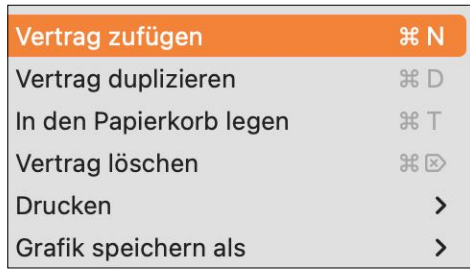 Vertrag zufügen ⌘ N
Vertrag duplizieren ⌘ D
In den Papierkorb legen ⌘ T
Vertrag löschen ⌘ ⌦
Drucken >
Grafik speichern als >